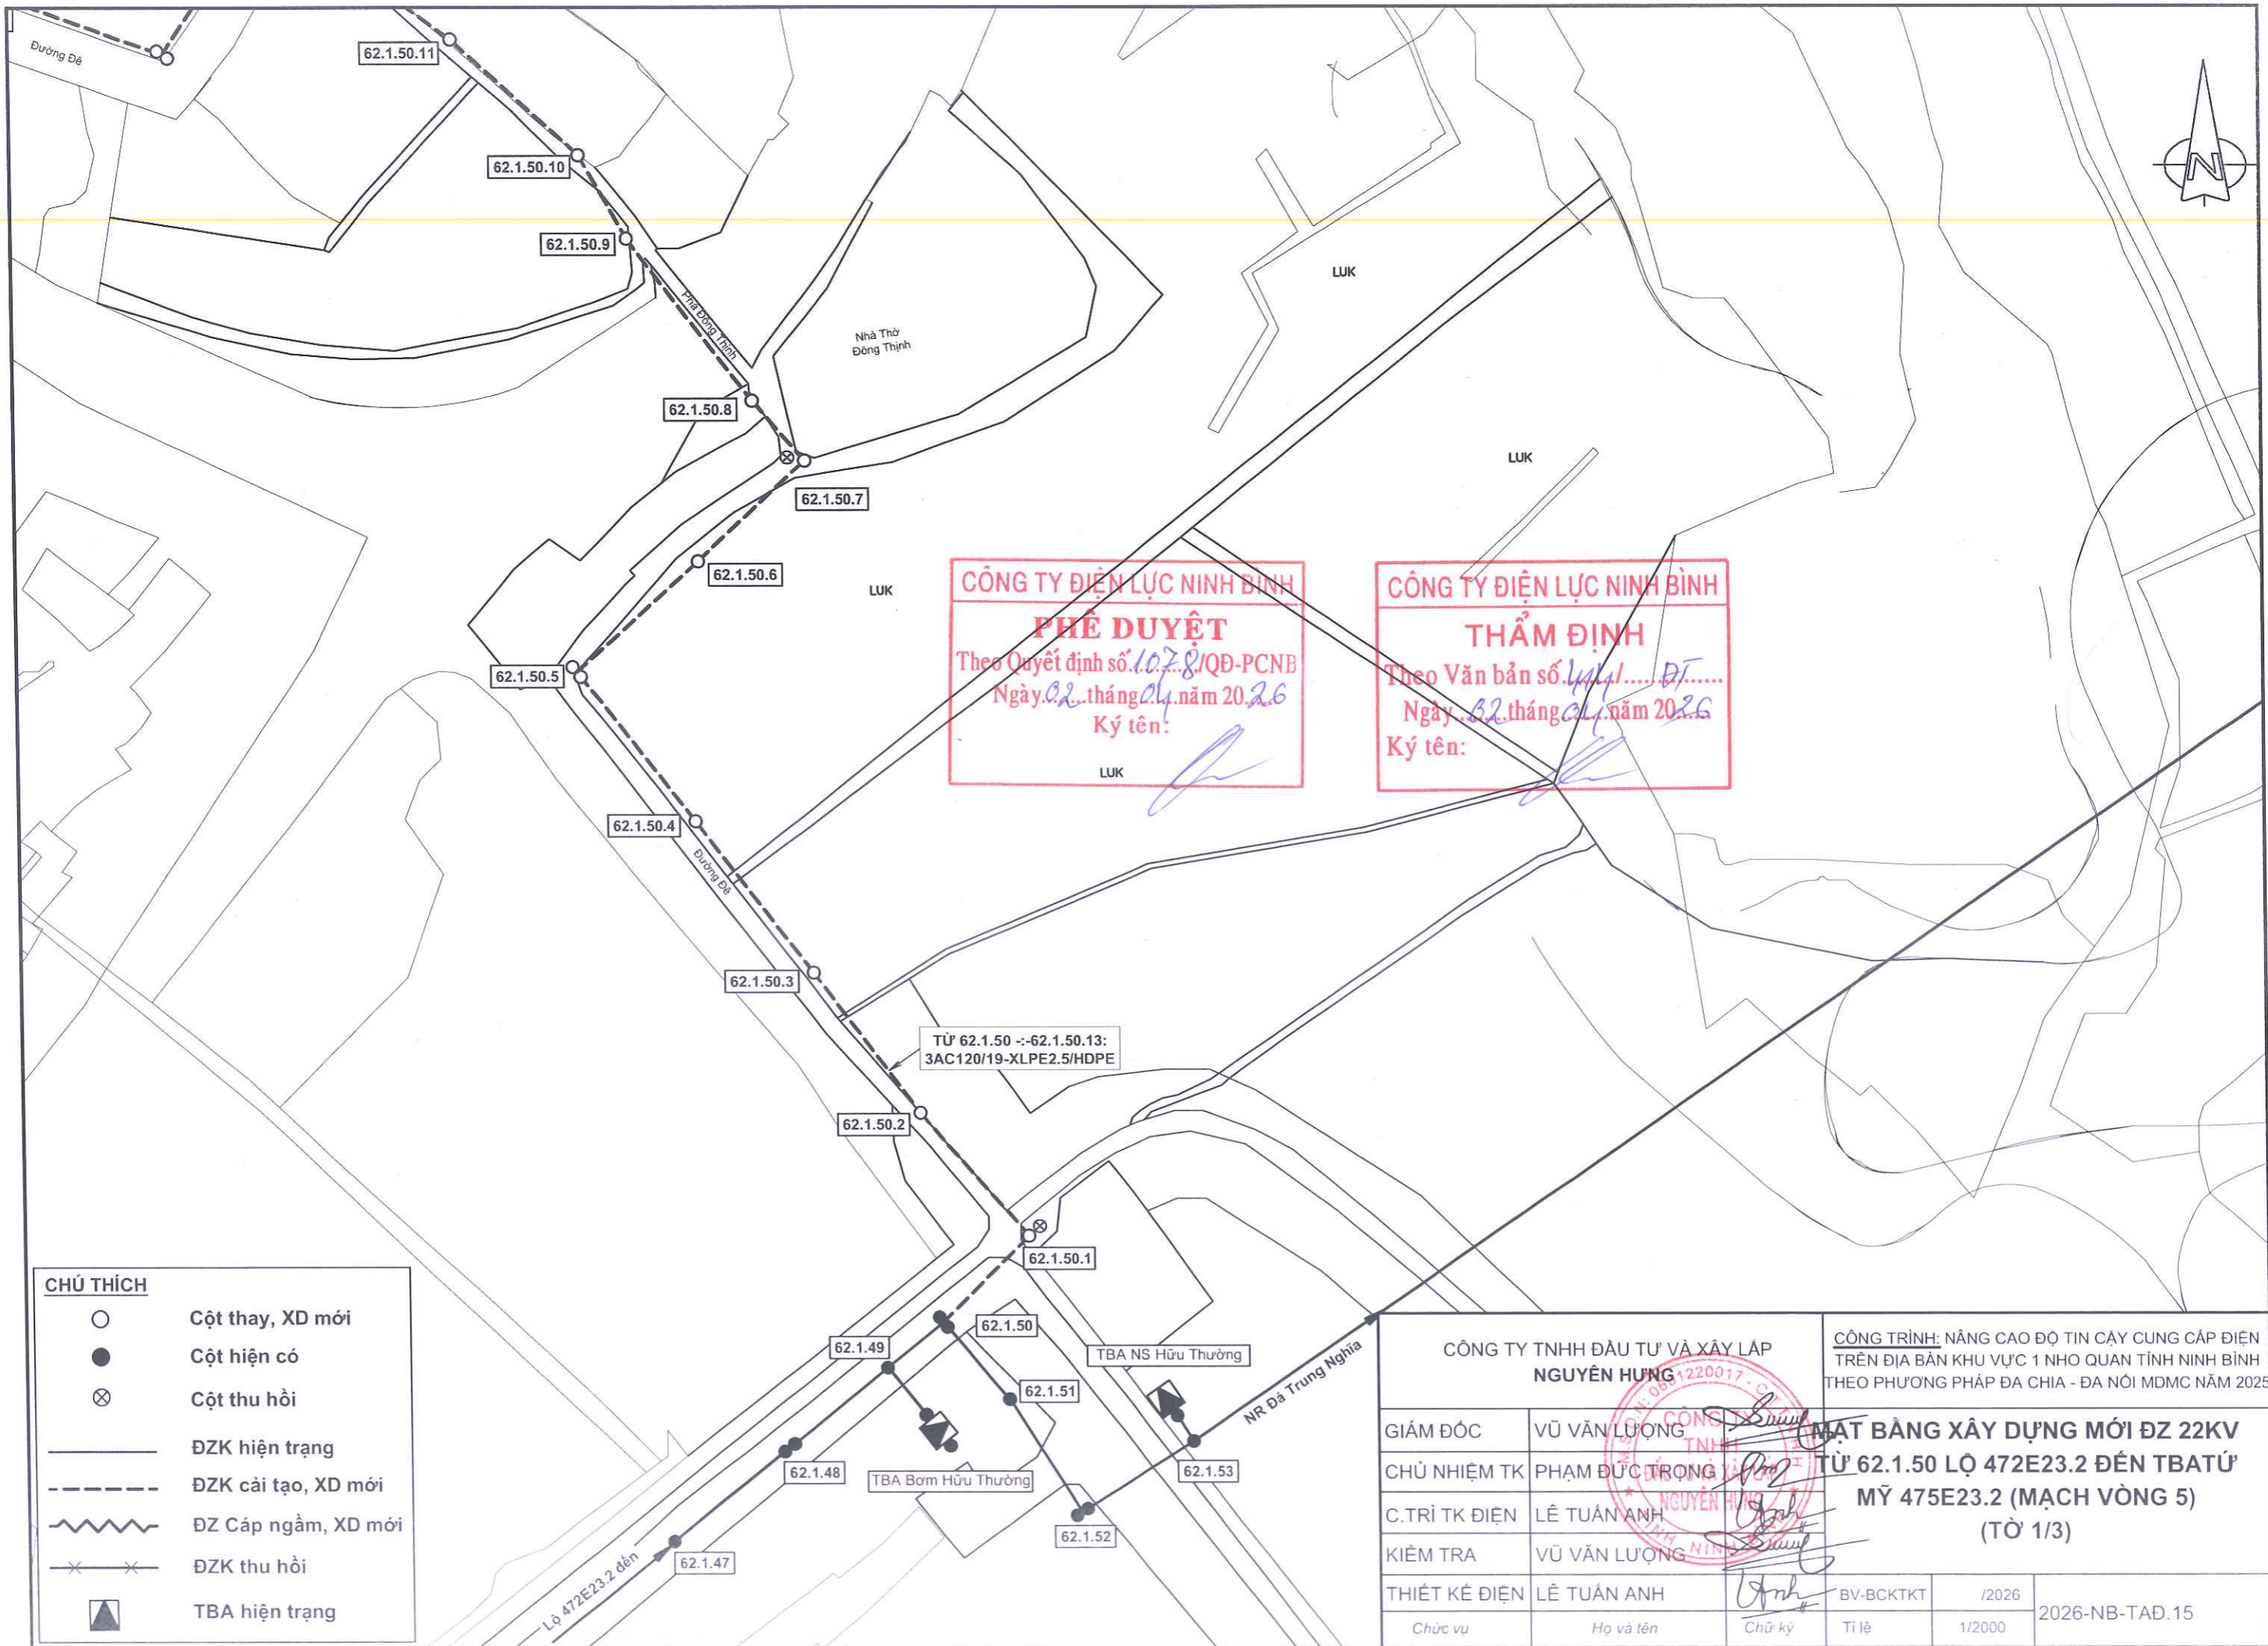 Đường Đê
62.1.50.11
62.1.50.10
62.1.50.9
Phà Đông Thịnh
Nhà Thờ
Đông Thịnh
N
LUK
62.1.50.8
LUK
62.1.50.7
62.1.50.6
LUK
CÔNG TY ĐIỆN LỰC NINH BÌNH
PHÊ DUYỆT
Theo Quyết định số 1078/QĐ-PCNB
Ngày 02 tháng 04 năm 2026
Ký tên:
LUK
CÔNG TY ĐIỆN LỰC NINH BÌNH
THẨM ĐỊNH
Theo Văn bản số 444/ ĐT
Ngày 02 tháng 04 năm 2026
Ký tên:
62.1.50.5
62.1.50.4
Đường Đê
62.1.50.3
TỪ 62.1.50 -:-62.1.50.13:
3AC120/19-XLPE2.5/HDPE
62.1.50.2
62.1.50.1
62.1.50
62.1.49
TBA NS Hữu Thường
62.1.51
NR Đá Trung Nghĩa
62.1.48
TBA Bơm Hữu Thường
62.1.53
62.1.52
62.1.47
Lộ 472E23.2 đến
CHÚ THÍCH
Cột thay, XD mới
Cột hiện có
Cột thu hồi
ĐZK hiện trạng
ĐZK cải tạo, XD mới
ĐZ Cáp ngầm, XD mới
ĐZK thu hồi
TBA hiện trạng
CÔNG TY TNHH ĐẦU TƯ VÀ XÂY LẮP
NGUYÊN HƯNG
CÔNG TRÌNH: NÂNG CAO ĐỘ TIN CẬY CUNG CẤP ĐIỆN
TRÊN ĐỊA BÀN KHU VỰC 1 NHO QUAN TỈNH NINH BÌNH
THEO PHƯƠNG PHÁP ĐA CHIA - ĐA NỐI MDMC NĂM 2025
GIÁM ĐỐC VŨ VĂN LƯỢNG
CHỦ NHIỆM TK PHẠM ĐỨC TRỌNG
C.TRÌ TK ĐIỆN LÊ TUẤN ANH
KIỂM TRA VŨ VĂN LƯỢNG
THIẾT KẾ ĐIỆN LÊ TUẤN ANH
Chức vụ Họ và tên Chữ ký
CÔNG TY
TNHH
ĐẦU TƯ VÀ XÂY LẮP
NGUYÊN HƯNG
MẶT BẰNG XÂY DỰNG MỚI ĐZ 22KV
TỪ 62.1.50 LỘ 472E23.2 ĐẾN TBATỨ
MỸ 475E23.2 (MẠCH VÒNG 5)
(TỜ 1/3)
BV-BCKTKT /2026
Tỉ lệ 1/2000
2026-NB-TAĐ.15